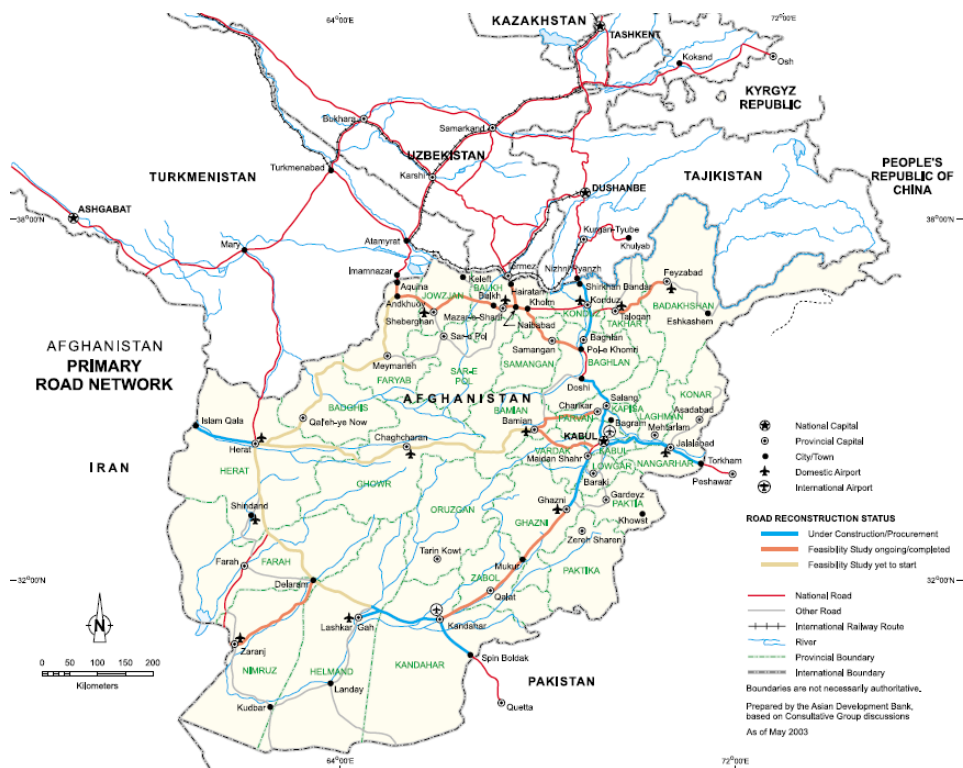 64°00'E
72°00'E
KAZAKHSTAN
TASHKENT
Kokand
Osh
KYRGYZ
REPUBLIC
Bukhara
Samarkand
UZBEKISTAN
Turkmenabad
Karshi
TURKMENISTAN
DUSHANBE
TAJIKISTAN
PEOPLE'S
REPUBLIC OF
CHINA
ASHGABAT
38°00'N
38°00'N
Mary
Alamyrat
Kurgan-Tyube
Khulyab
Imamnazar
Keleft
Nizhni Ryanzh
Aquina
Hairatan
Shirkhan Bandar
Feyzabad
JOWZJAN
BALKH
Balkh
Andkhuoy
Kholm
Konduz
KONDUZ
BADAKHSHAN
Sheberghan
Mazar-e-Sharif
Naibabad
Talogan
TAKHAR
Eshkashem
Sar-e Pol
Baghlan
AFGHANISTAN
PRIMARY
ROAD NETWORK
Samangan
Pol-e Khomri
Meymaneh
SAR-E
POL
SAMANGAN
BAGHLAN
FARYAB
Doshi
BADGHIS
AFGHANISTAN
KONAR
Islam Qala
Qal'eh-ye Now
BAMIAN
Charikar
Salang
KAPISA
LAGHMAN
Asadabad
PARVAN
Bagram
Mehtarlam
Herat
Chaghcharan
Bamian
KABUL
Jalalabad
VARDAK
KABUL
Torkham
IRAN
Maidan Shahr
NANGARHAR
Peshawar
HERAT
LOWGAR
GHOWR
Baraki
Gardeyz
PAKTIA
Shindand
ORUZGAN
Ghazni
Khowst
GHAZNI
Zereh Sharen
Tarin Kowt
Farah
FARAH
Mukur
PAKTIKA
32°00'N
32°00'N
Delaram
ZABOL
Qalat
Lashkar Gah
Kandahar
Zaranj
Spin Boldak
NIMRUZ
HELMAND
KANDAHAR
Landay
PAKISTAN
Quetta
Kudbar
64°00'E
72°00'E
N
0 50 100 150 200
Kilometers
National Capital
Provincial Capital
City/Town
Domestic Airport
International Airport
ROAD RECONSTRUCTION STATUS
Under Construction/Procurement
Feasibility Study ongoing/completed
Feasibility Study yet to start
National Road
Other Road
International Railway Route
River
Provincial Boundary
International Boundary
Boundaries are not necessarily authoritative.
Prepared by the Asian Development Bank,
based on Consultative Group discussions
As of May 2003